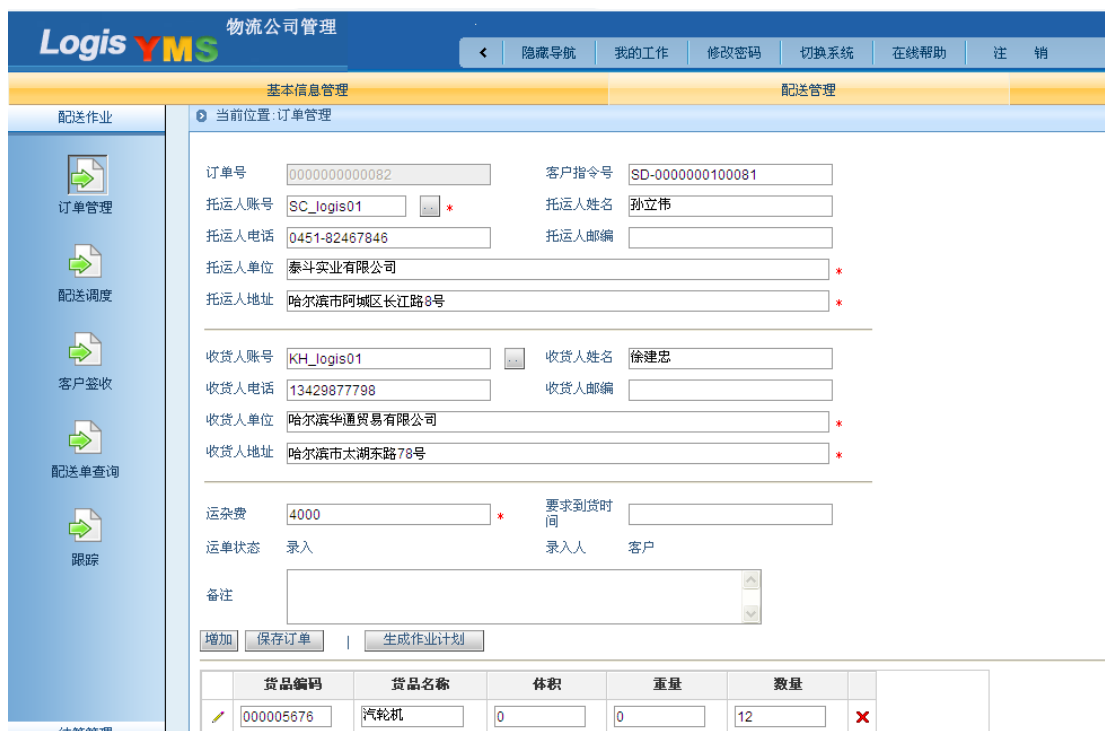 Logis YMS 物流公司管理
隐藏导航 我的工作 修改密码 切换系统 在线帮助 注 销
基本信息管理 配送管理
配送作业 当前位置:订单管理
订单号 0000000000082 客户指令号 SD-0000000100081
订单管理 托运人账号 SC_logis01 .. * 托运人姓名 孙立伟
托运人电话 0451-82467846 托运人邮编
托运人单位 泰斗实业有限公司 *
配送调度 托运人地址 哈尔滨市阿城区长江路8号 *
收货人账号 KH_logis01 .. 收货人姓名 徐建忠
客户签收 收货人电话 13429877798 收货人邮编
收货人单位 哈尔滨华通贸易有限公司 *
收货人地址 哈尔滨市太湖东路78号 *
配送单查询
运杂费 4000 * 要求到货时间
运单状态 录入 录入人 客户
跟踪
备注
增加 保存订单 | 生成作业计划
货品编码 货品名称 体积 重量 数量
000005676 汽轮机 0 0 12